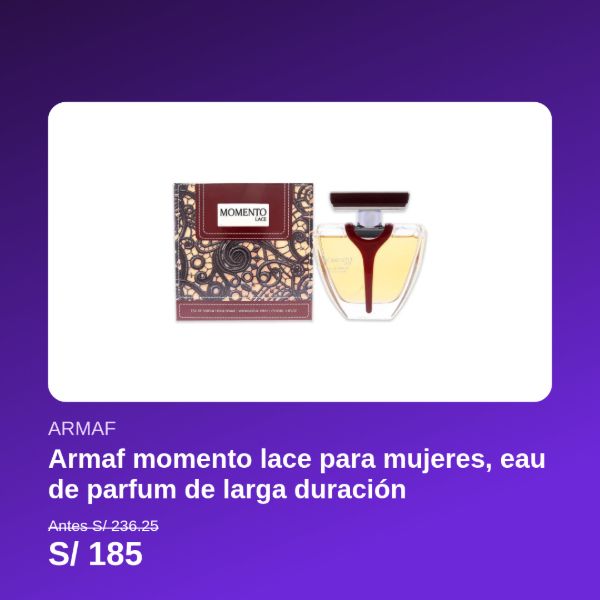 MOMENTO
LACE
ARMAF
Armaf momento lace para mujeres, eau
de parfum de larga duración
Antes S/ 236.25
S/ 185